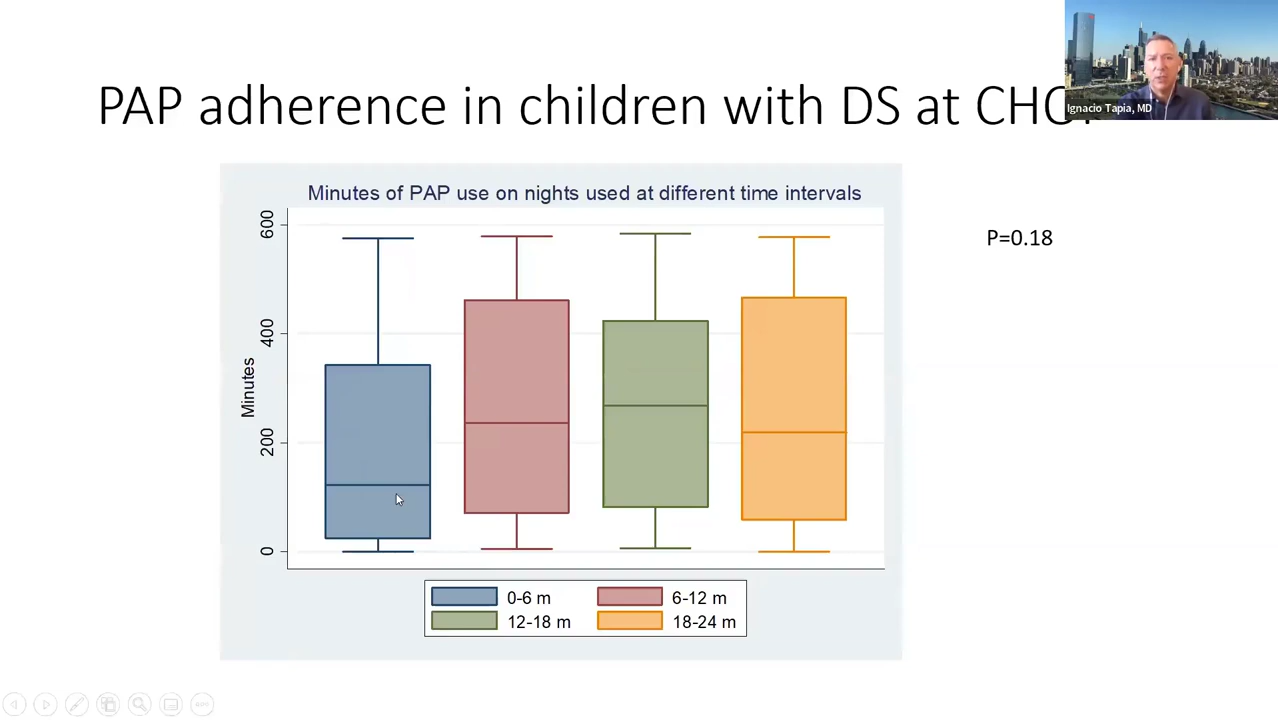 PAP adherence in children with DS at
Ignacio Tapia, MD
Minutes of PAP use on nights used at different time intervals
P=0.18
600
400
200
0
Minutes
0-6 m
6-12 m
12-18 m
18-24 m